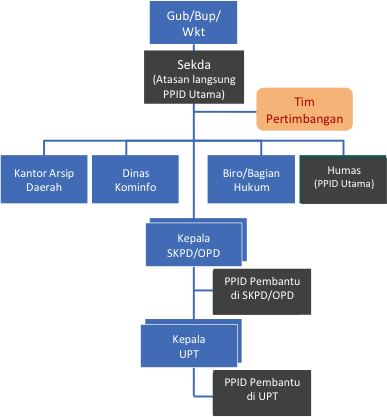 Gub/Bup/
Wkt
Sekda
(Atasan langsung
PPID Utama)
Tim
Pertimbangan
Kantor Arsip
Daerah
Dinas
Kominfo
Biro/Bagian
Hukum
Humas
(PPID Utama)
Kepala
SKPD/OPD
PPID Pembantu
di SKPD/OPD
Kepala
UPT
PPID Pembantu
di UPT